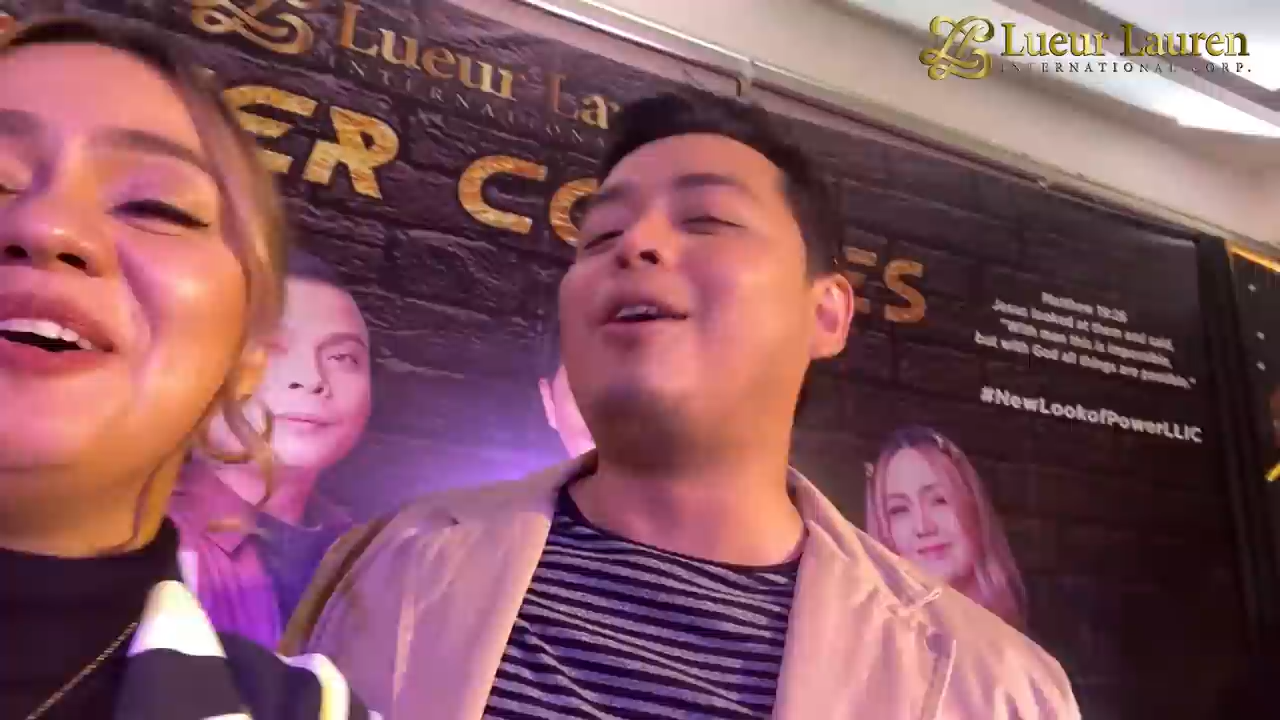 Lueur Lauren
INTERNATIONAL CORP.
Lueur La
INTERNATION
ER CO ES
Matthew 19:26
Jesus looked at them and said,
"With man this is impossible,
but with God all things are possible."
#NewLookofPowerLLIC